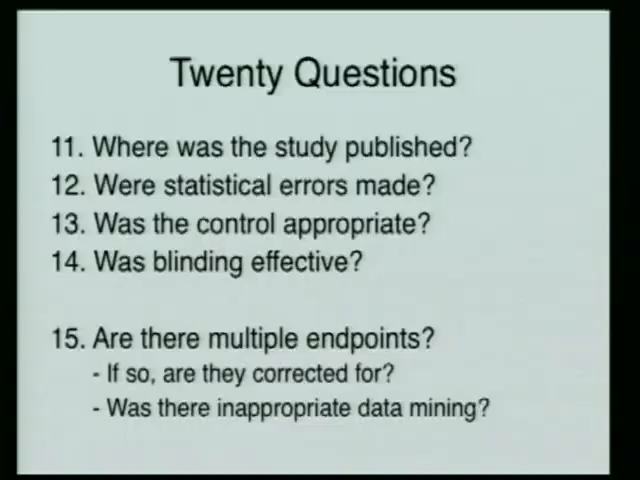 Twenty Questions
11. Where was the study published?
12. Were statistical errors made?
13. Was the control appropriate?
14. Was blinding effective?
15. Are there multiple endpoints?
- If so, are they corrected for?
- Was there inappropriate data mining?